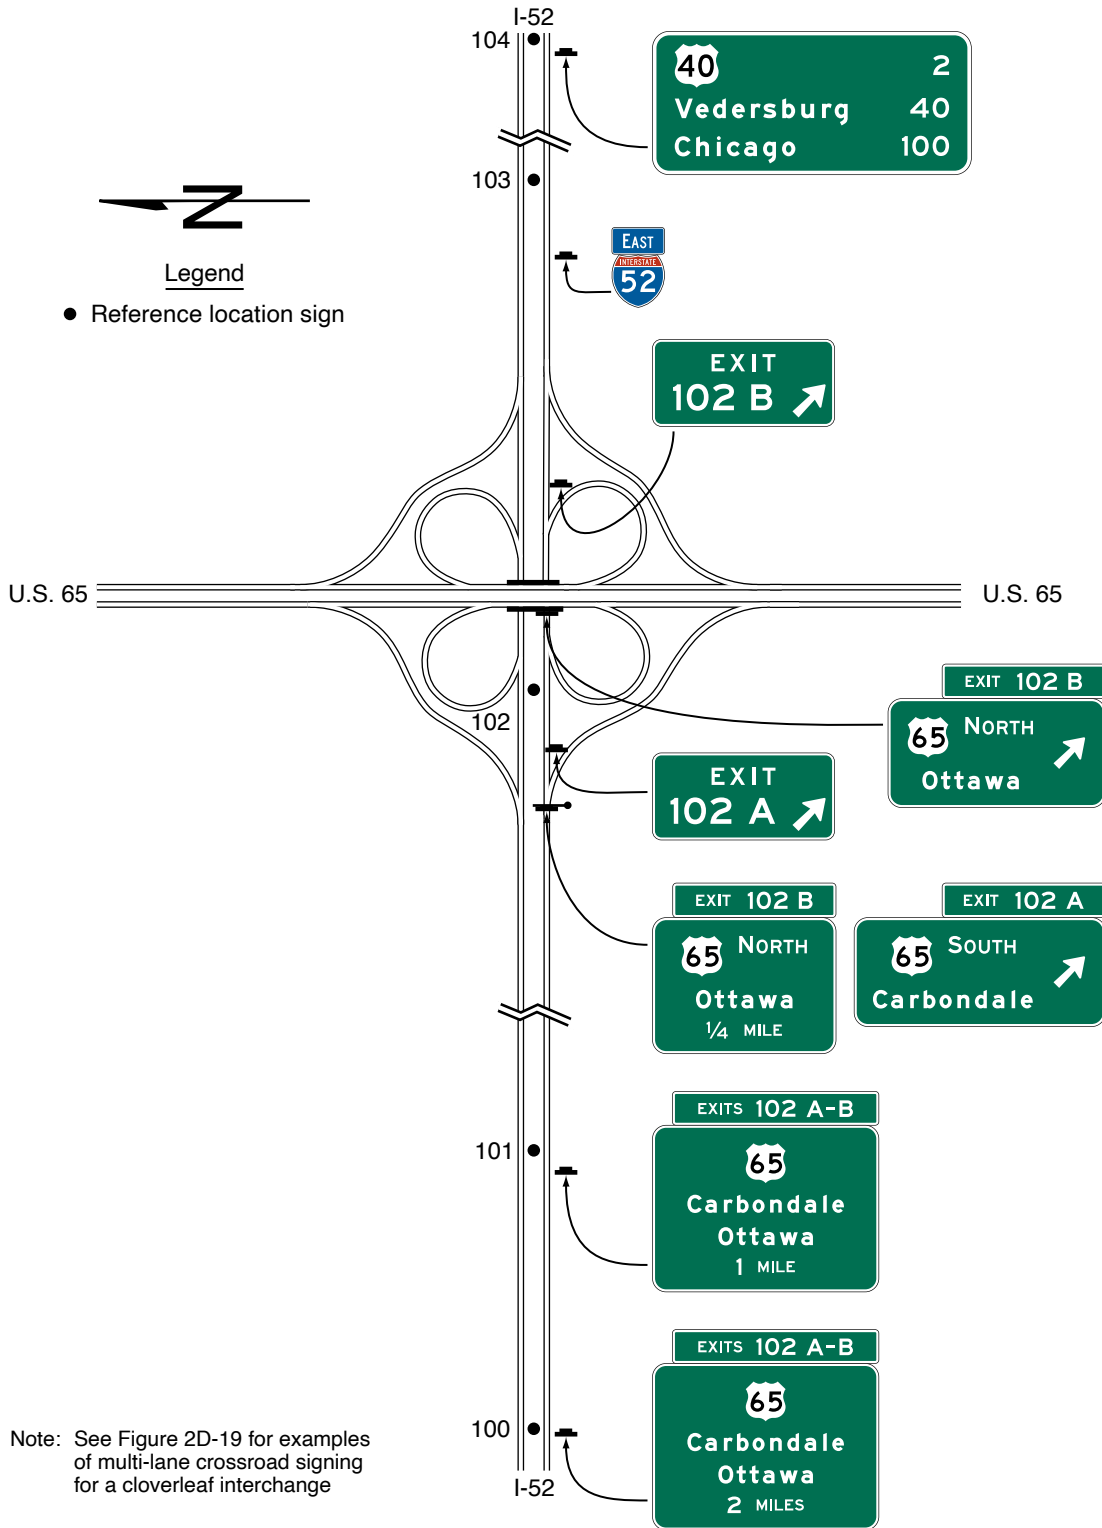 I-52
104
40 2
Vedersburg 40
Chicago 100
103
N
Legend
Reference location sign
EAST
INTERSTATE
52
EXIT
102 B
U.S. 65
U.S. 65
EXIT 102 B
65 NORTH
Ottawa
102
EXIT
102 A
EXIT 102 B
65 NORTH
Ottawa
1/4 MILE
EXIT 102 A
65 SOUTH
Carbondale
EXITS 102 A-B
65
Carbondale
Ottawa
1 MILE
101
EXITS 102 A-B
65
Carbondale
Ottawa
2 MILES
100
I-52
Note: See Figure 2D-19 for examples
of multi-lane crossroad signing
for a cloverleaf interchange